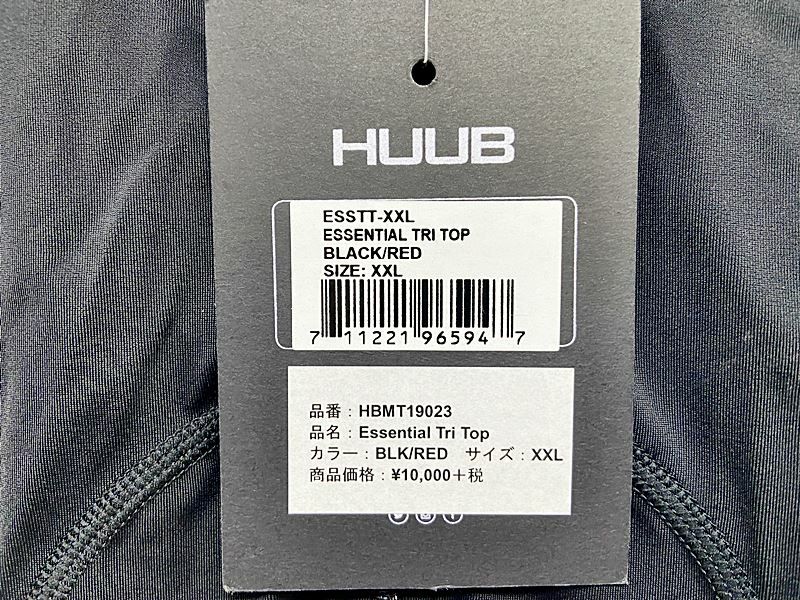 HUUB
ESSTT-XXL
ESSENTIAL TRI TOP
BLACK/RED
SIZE: XXL
7 11221 96594 7
品番：HBMT19023
品名：Essential Tri Top
カラー：BLK/RED　サイズ：XXL
商品価格：¥10,000＋税